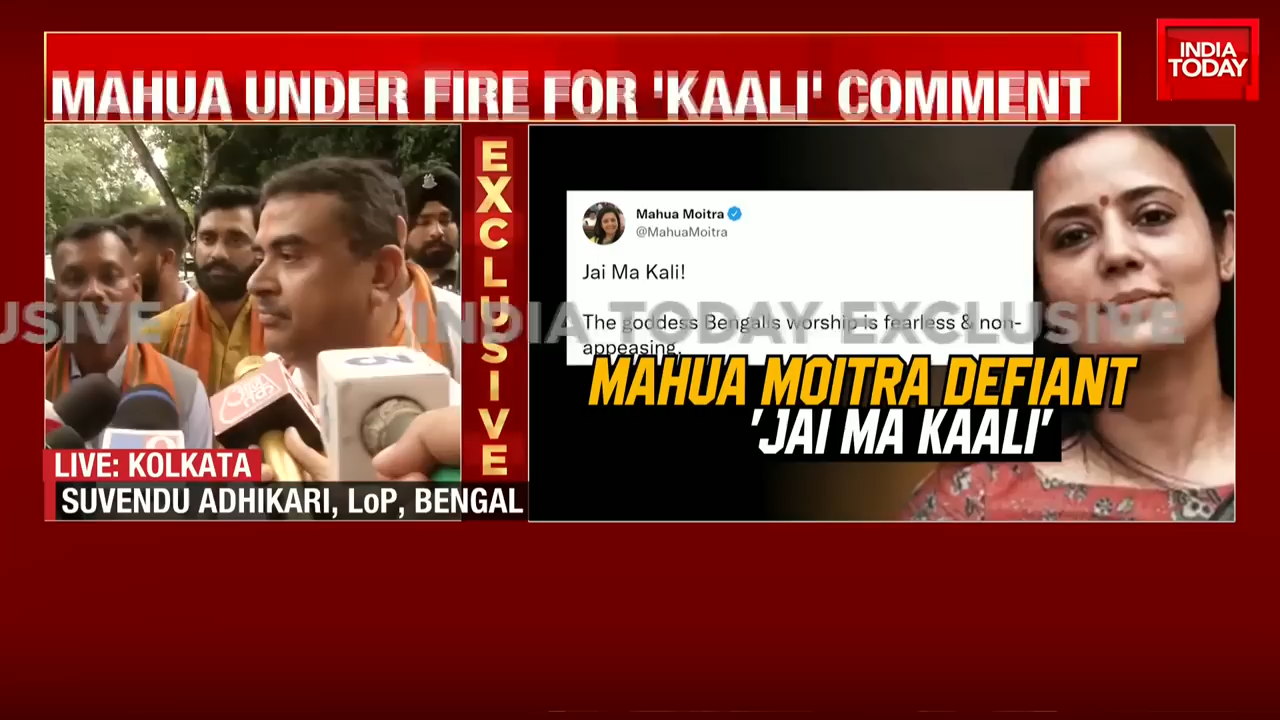 MAHUA UNDER FIRE FOR 'KAALI' COMMENT
INDIA
TODAY
EXCLUSIVE
Mahua Moitra
@MahuaMoitra
Jai Ma Kali!
The goddess Bengalis worship is fearless & non-
appeasing.
USIVE
INDIA TODAY EXCLUSIVE
MAHUA MOITRA DEFIANT
'JAI MA KAALI'
LIVE: KOLKATA
SUVENDU ADHIKARI, LoP, BENGAL